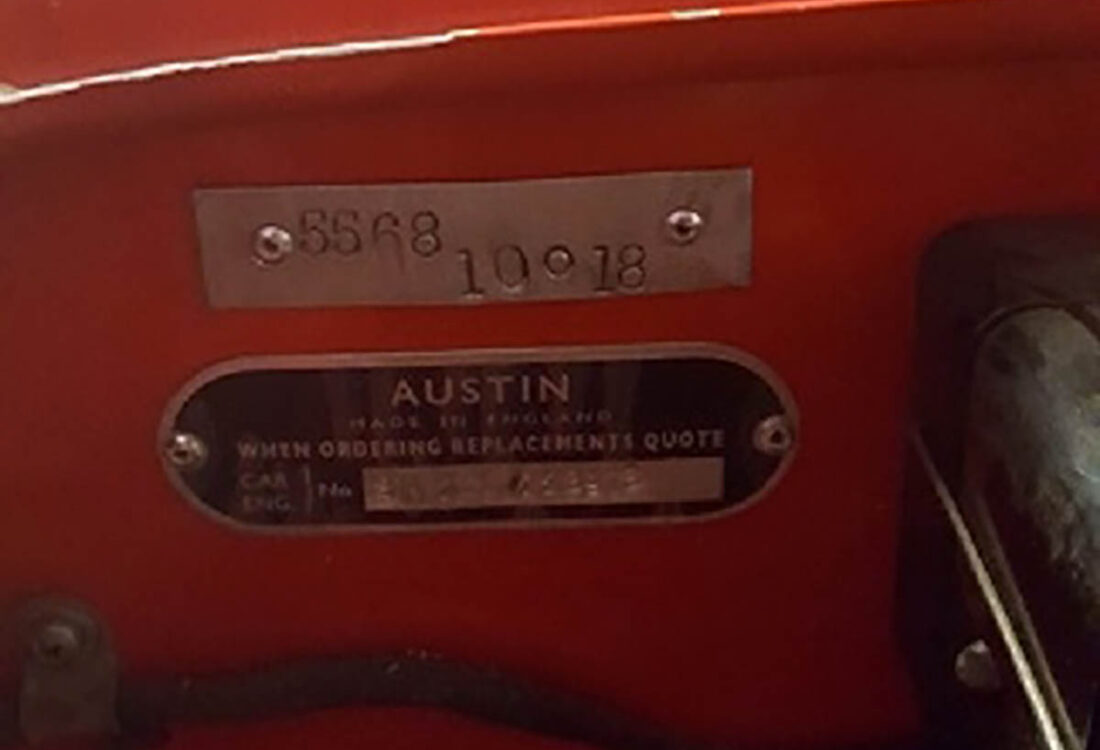 5568
10 o 18
AUSTIN
MADE IN ENGLAND
WHEN ORDERING REPLACEMENTS QUOTE
CAR
ENG. No